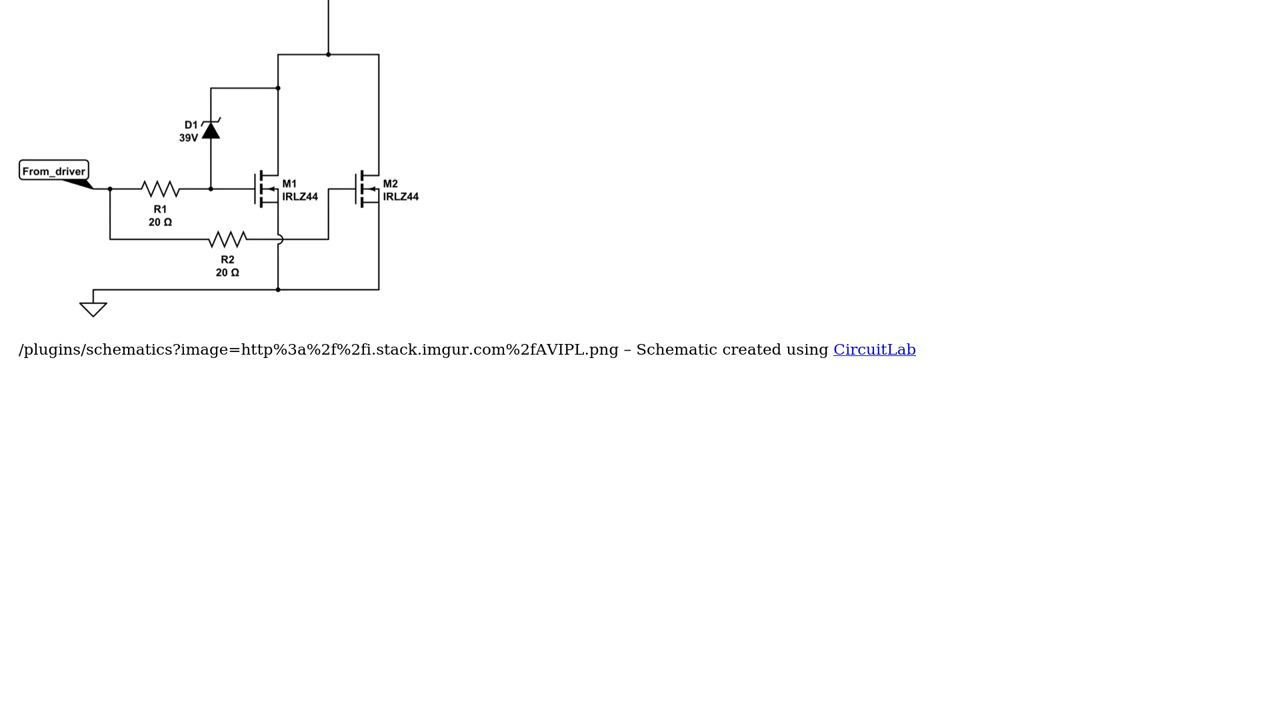 D1
39V
From_driver
M1
IRLZ44
M2
IRLZ44
R1
20 Ω
R2
20 Ω
/plugins/schematics?image=http%3a%2f%2fi.stack.imgur.com%2fAVIPL.png – Schematic created using CircuitLab